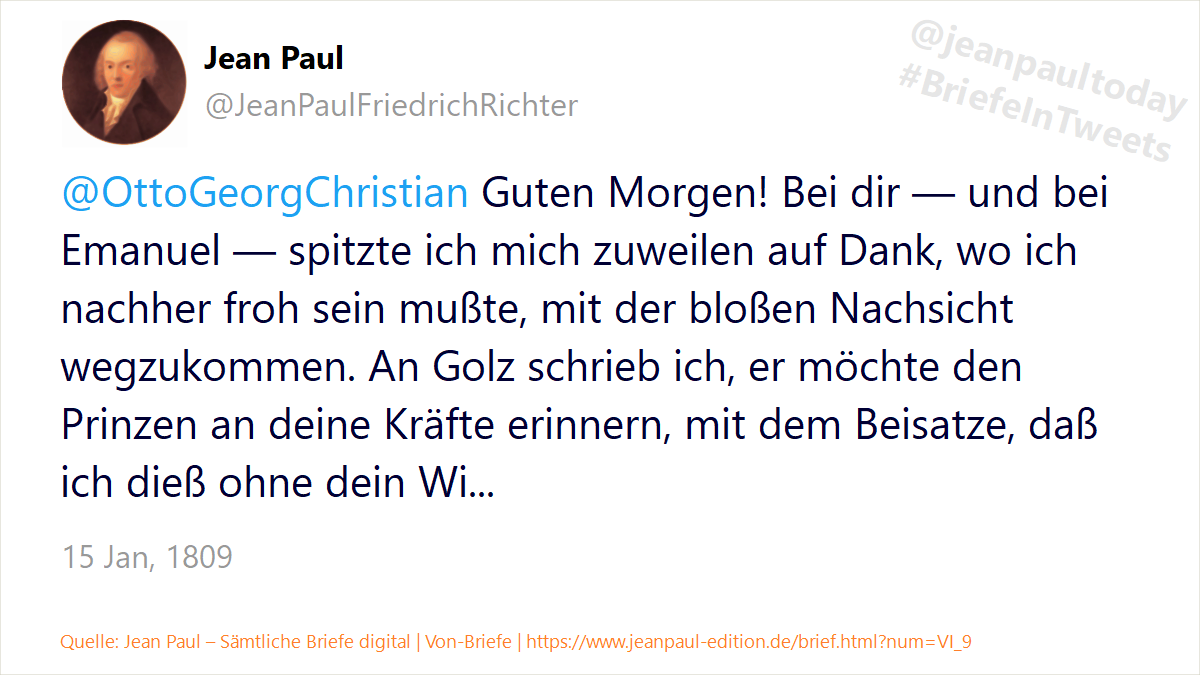 Jean Paul
@JeanPaulFriedrichRichter
@jeanpaultoday
#BriefeInTweets
@OttoGeorgChristian Guten Morgen! Bei dir — und bei
Emanuel — spitzte ich mich zuweilen auf Dank, wo ich
nachher froh sein mußte, mit der bloßen Nachsicht
wegzukommen. An Golz schrieb ich, er möchte den
Prinzen an deine Kräfte erinnern, mit dem Beisatze, daß
ich dieß ohne dein Wi...
15 Jan, 1809
Quelle: Jean Paul – Sämtliche Briefe digital | Von-Briefe | https://www.jeanpaul-edition.de/brief.html?num=VI_9